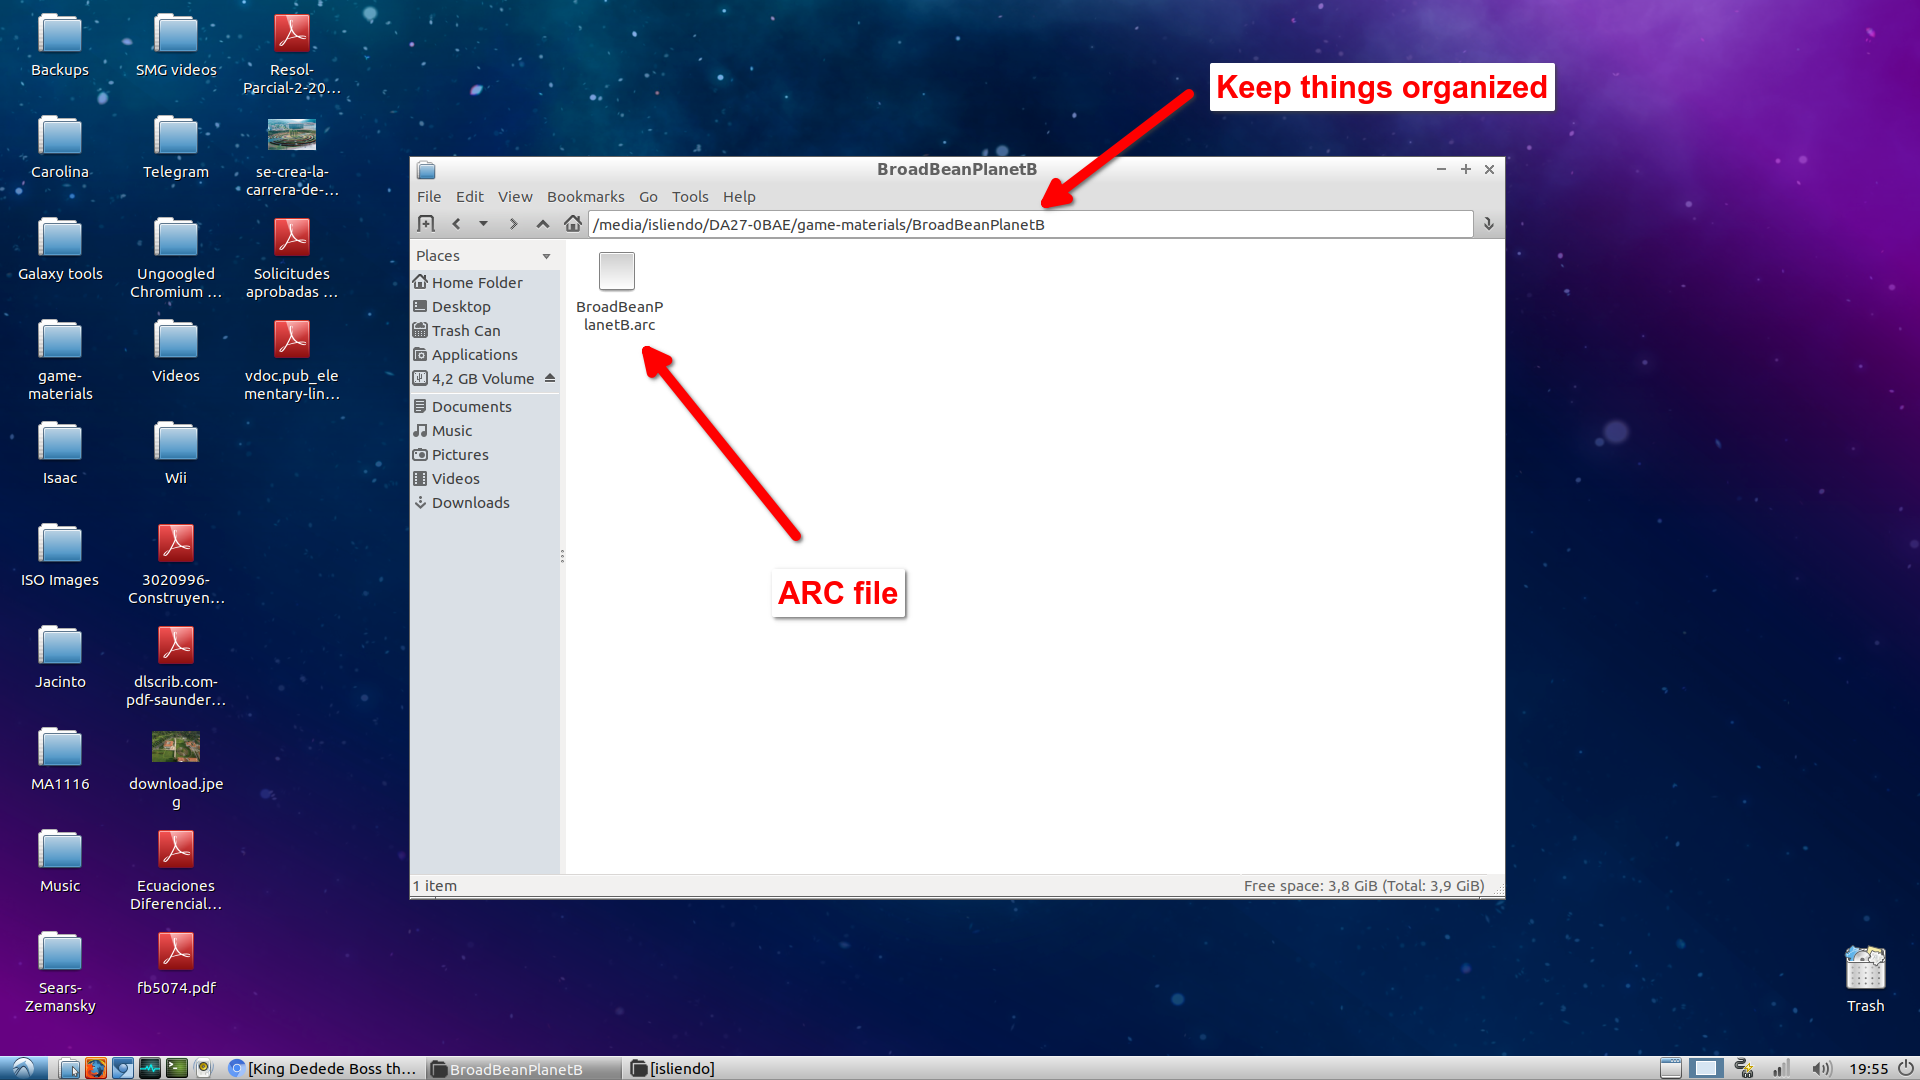 Backups
SMG videos
Resol-
Parcial-2-20...
Carolina
Telegram
se-crea-la-
carrera-de-...
Galaxy tools
Ungoogled
Chromium ...
Solicitudes
aprobadas ...
game-
materials
Videos
vdoc.pub_ele
mentary-lin...
Isaac
Wii
ISO Images
3020996-
Construyen...
Jacinto
dlscrib.com-
pdf-saunder...
MA1116
download.jpe
g
Music
Ecuaciones
Diferencial...
Sears-
Zemansky
fb5074.pdf
Keep things organized
BroadBeanPlanetB
File Edit View Bookmarks Go Tools Help
/media/isliendo/DA27-0BAE/game-materials/BroadBeanPlanetB
Places
Home Folder
Desktop
Trash Can
Applications
4,2 GB Volume
Documents
Music
Pictures
Videos
Downloads
BroadBeanP
lanetB.arc
ARC file
1 item
Free space: 3,8 GiB (Total: 3,9 GiB)
Trash
[King Dedede Boss th...
BroadBeanPlanetB
[isliendo]
19:55